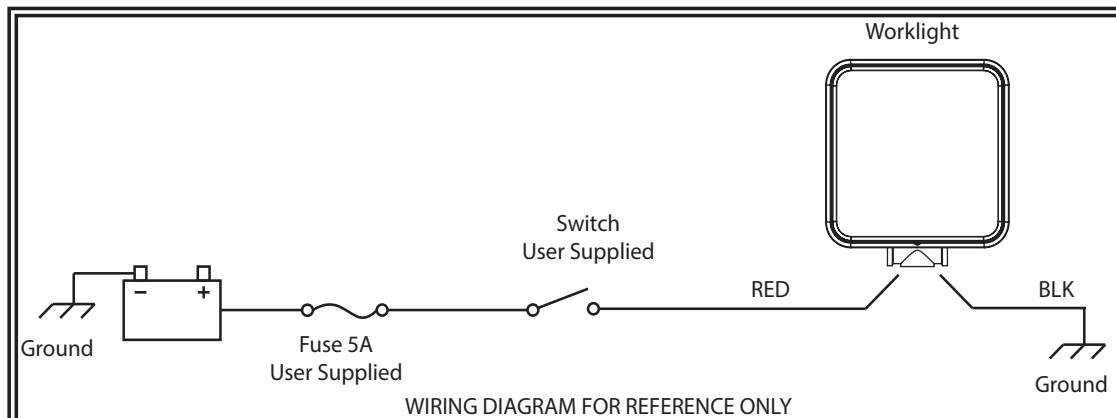 Worklight
Switch
User Supplied
− +
RED
BLK
Ground
Fuse 5A
User Supplied
Ground
WIRING DIAGRAM FOR REFERENCE ONLY